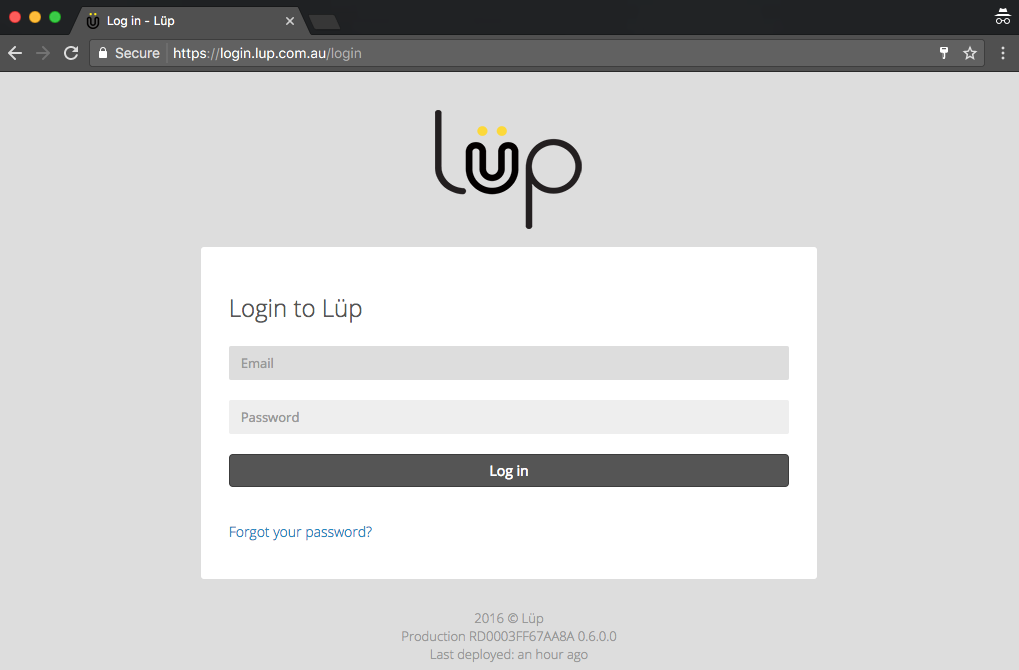 Log in - Lüp
Secure https://login.lup.com.au/login
lüp
Login to Lüp
Email
Password
Log in
Forgot your password?
2016 © Lüp
Production RD0003FF67AA8A 0.6.0.0
Last deployed: an hour ago